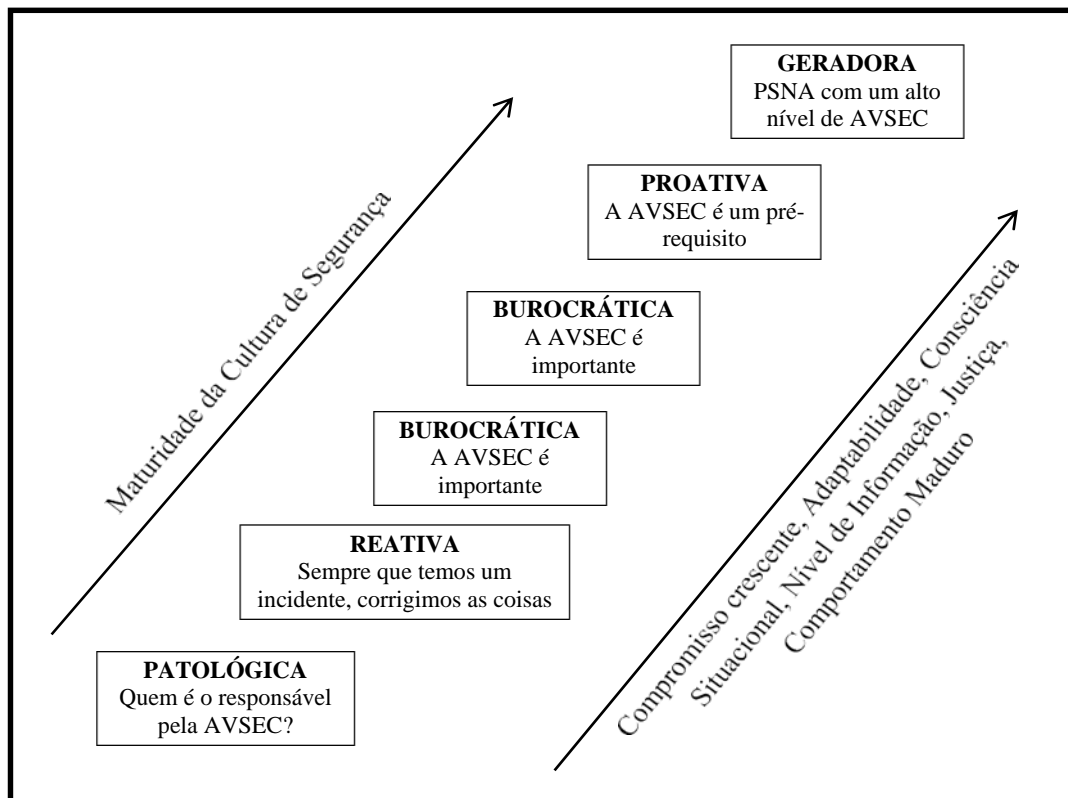 GERADORA
PSNA com um alto
nível de AVSEC
PROATIVA
A AVSEC é um pré-
requisito
BUROCRÁTICA
A AVSEC é
importante
BUROCRÁTICA
A AVSEC é
importante
REATIVA
Sempre que temos um
incidente, corrigimos as coisas
PATOLÓGICA
Quem é o responsável
pela AVSEC?
Maturidade da Cultura de Segurança
Compromisso crescente, Adaptabilidade, Consciência
Situacional, Nível de Informação, Justiça,
Comportamento Maduro